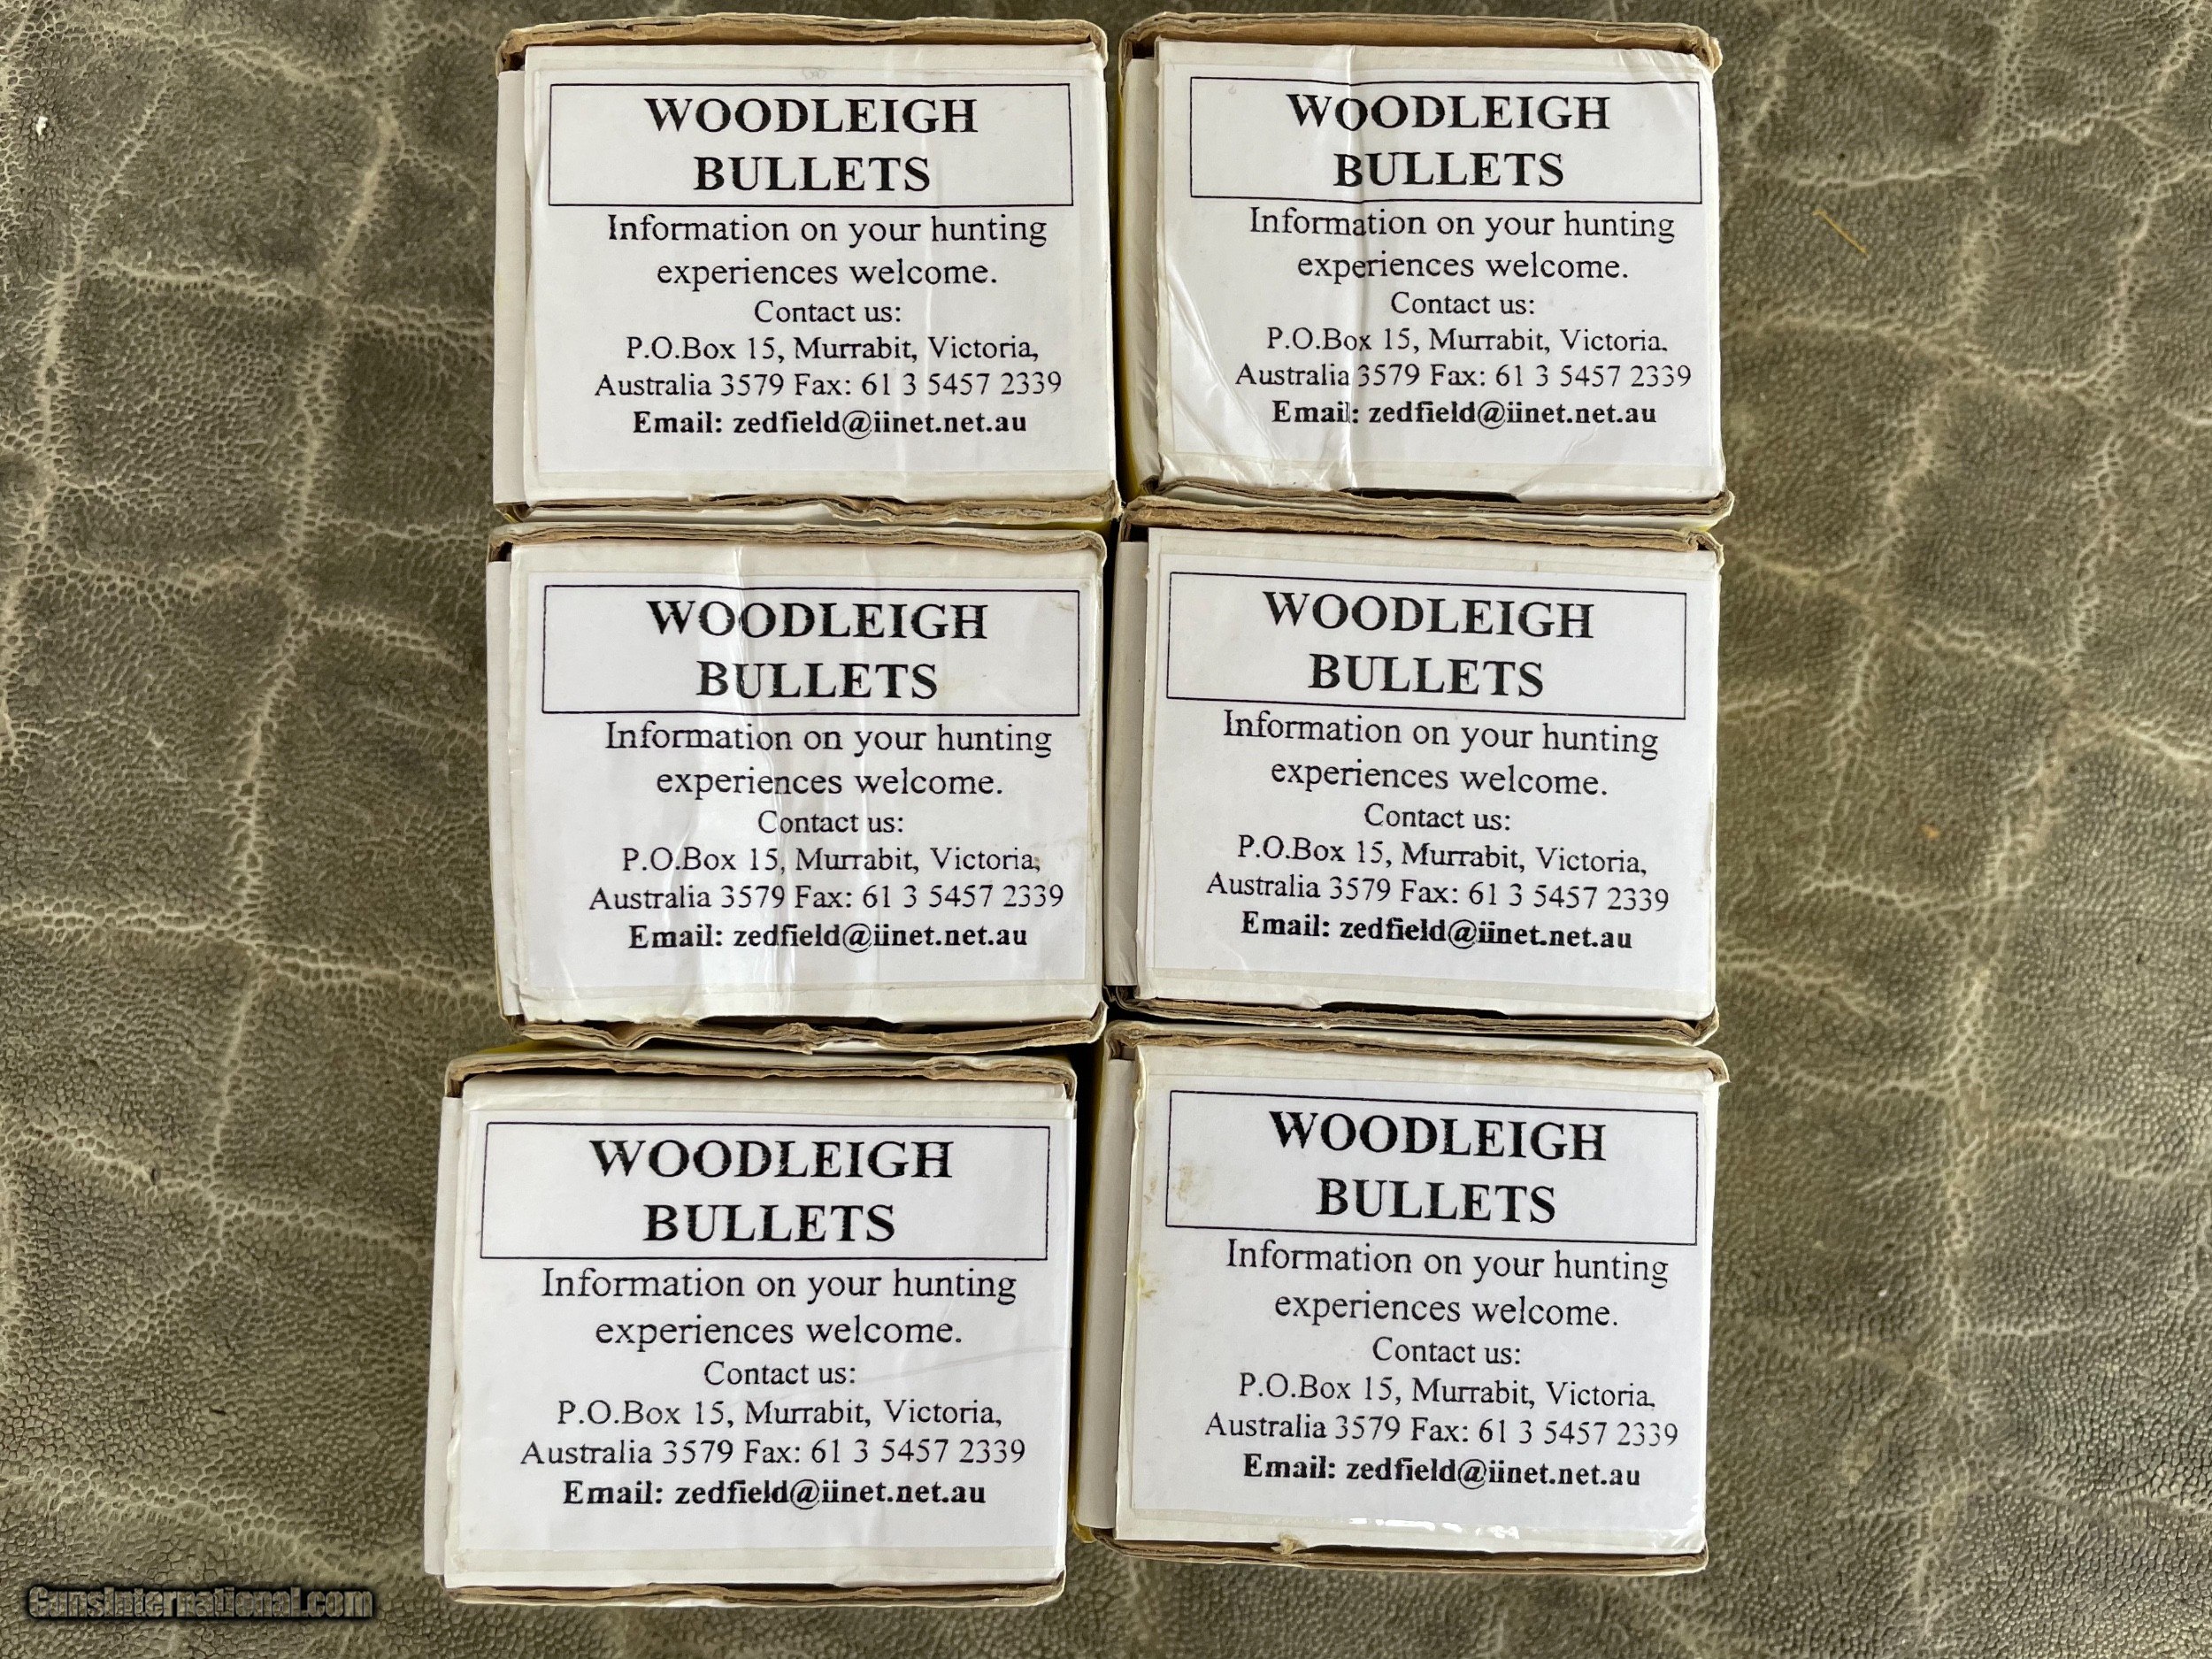 WOODLEIGH
BULLETS
Information on your hunting
experiences welcome.
Contact us:
P.O.Box 15, Murrabit, Victoria,
Australia 3579 Fax: 61 3 5457 2339
Email: zedfield@iinet.net.au
WOODLEIGH
BULLETS
Information on your hunting
experiences welcome.
Contact us:
P.O.Box 15, Murrabit, Victoria.
Australia 3579 Fax: 61 3 5457 2339
Email: zedfield@iinet.net.au
WOODLEIGH
BULLETS
Information on your hunting
experiences welcome.
Contact us:
P.O.Box 15, Murrabit, Victoria,
Australia 3579 Fax: 61 3 5457 2339
Email: zedfield@iinet.net.au
WOODLEIGH
BULLETS
Information on your hunting
experiences welcome.
Contact us:
P.O.Box 15, Murrabit, Victoria,
Australia 3579 Fax: 61 3 5457 2339
Email: zedfield@iinet.net.au
WOODLEIGH
BULLETS
Information on your hunting
experiences welcome.
Contact us:
P.O.Box 15, Murrabit, Victoria,
Australia 3579 Fax: 61 3 5457 2339
Email: zedfield@iinet.net.au
WOODLEIGH
BULLETS
Information on your hunting
experiences welcome.
Contact us:
P.O.Box 15, Murrabit, Victoria,
Australia 3579 Fax: 61 3 5457 2339
Email: zedfield@iinet.net.au
GunsInternational.com